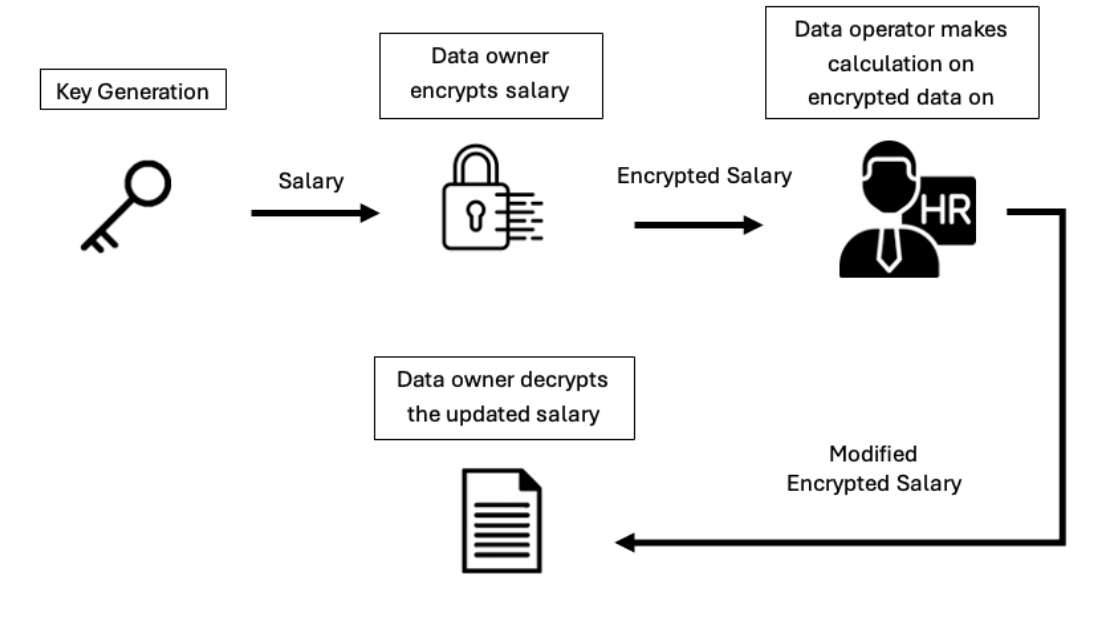 Key Generation
Salary
Data owner
encrypts salary
Encrypted Salary
Data operator makes
calculation on
encrypted data on
HR
Modified
Encrypted Salary
Data owner decrypts
the updated salary